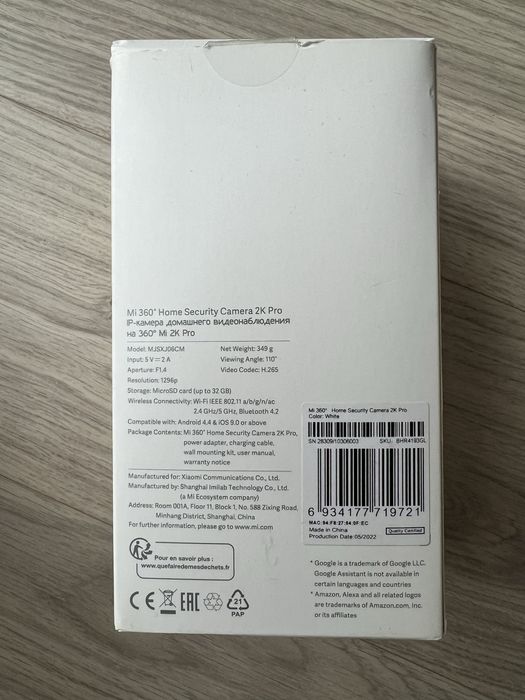 Mi 360° Home Security Camera 2K Pro
IP-камера домашнего видеонаблюдения
на 360° Mi 2K Pro
Model: MJSXJ06CM Net Weight: 349 g
Input: 5 V⎓2 A Viewing Angle: 110°
Aperture: F1.4 Video Codec: H.265
Resolution: 1296p
Storage: MicroSD card (up to 32 GB)
Wireless Connectivity: Wi-Fi IEEE 802.11 a/b/g/n/ac
2.4 GHz/5 GHz, Bluetooth 4.2
Compatible with: Android 4.4 & iOS 9.0 or above
Package Contents: Mi 360° Home Security Camera 2K Pro,
power adapter, charging cable,
wall mounting kit, user manual,
warranty notice
Manufactured for: Xiaomi Communications Co., Ltd.
Manufactured by: Shanghai Imilab Technology Co., Ltd.
(a Mi Ecosystem company)
Address: Room 001A, Floor 11, Block 1, No. 588 Zixing Road,
Minhang District, Shanghai, China
For further information, please go to www.mi.com
Mi 360° Home Security Camera 2K Pro
Color: White
SN:28309/10306003 SKU: BHR4193GL
6 934177 719721
MAC:94:F8:27:64:0F:EC
Made in China Quality Certified
Production Date:05/2022
Pour en savoir plus :
www.quefairedemesdechets.fr
CE EAC 21
PAP
* Google is a trademark of Google LLC.
Google Assistant is not available in
certain languages and countries
* Amazon, Alexa and all related logos
are trademarks of Amazon.com, Inc.
or its affiliates